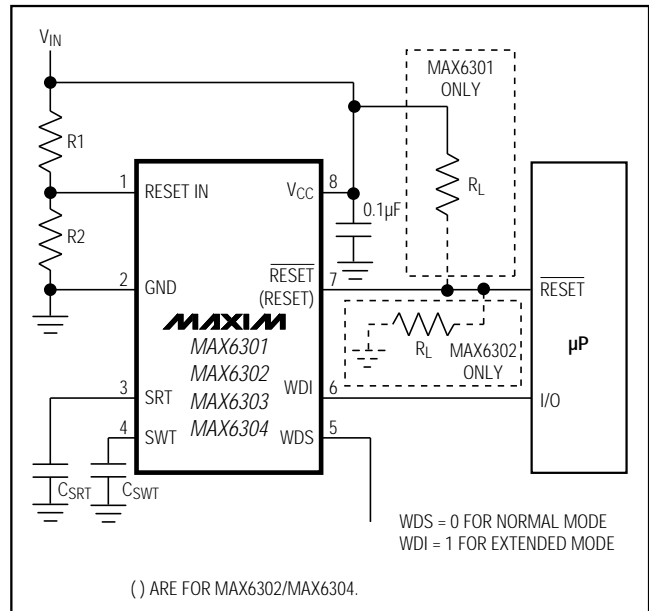 VIN
MAX6301
ONLY
R1
RL
1
RESET IN
VCC
8
0.1µF
R2
2
GND
RESET
(RESET)
7
RESET
MAXIM
µP
MAX6301
MAX6302
MAX6303
MAX6304
RL
MAX6302
ONLY
3
SRT
WDI
6
I/O
4
SWT
WDS
5
CSRT
CSWT
WDS = 0 FOR NORMAL MODE
WDI = 1 FOR EXTENDED MODE
( ) ARE FOR MAX6302/MAX6304.